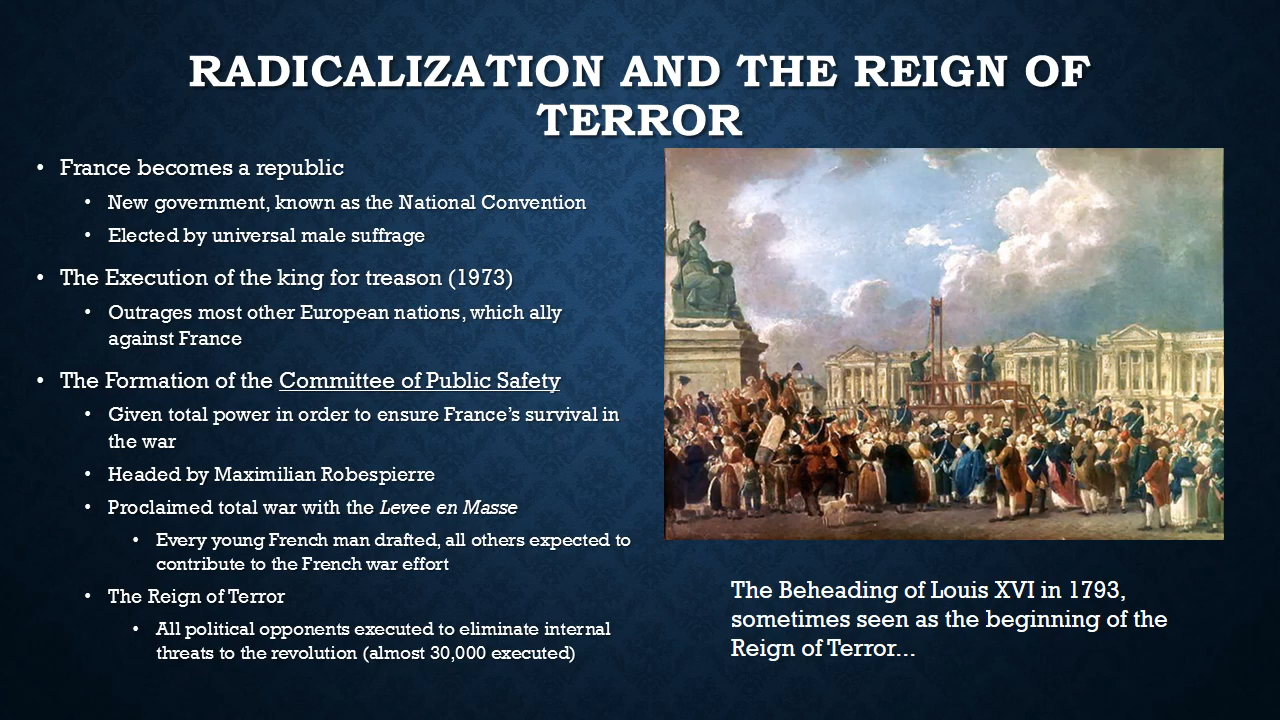 RADICALIZATION AND THE REIGN OF
TERROR
• France becomes a republic
• New government, known as the National Convention
• Elected by universal male suffrage
• The Execution of the king for treason (1973)
• Outrages most other European nations, which ally
against France
• The Formation of the Committee of Public Safety
• Given total power in order to ensure France's survival in
the war
• Headed by Maximilian Robespierre
• Proclaimed total war with the Levee en Masse
• Every young French man drafted, all others expected to
contribute to the French war effort
• The Reign of Terror
• All political opponents executed to eliminate internal
threats to the revolution (almost 30,000 executed)
The Beheading of Louis XVI in 1793,
sometimes seen as the beginning of the
Reign of Terror...